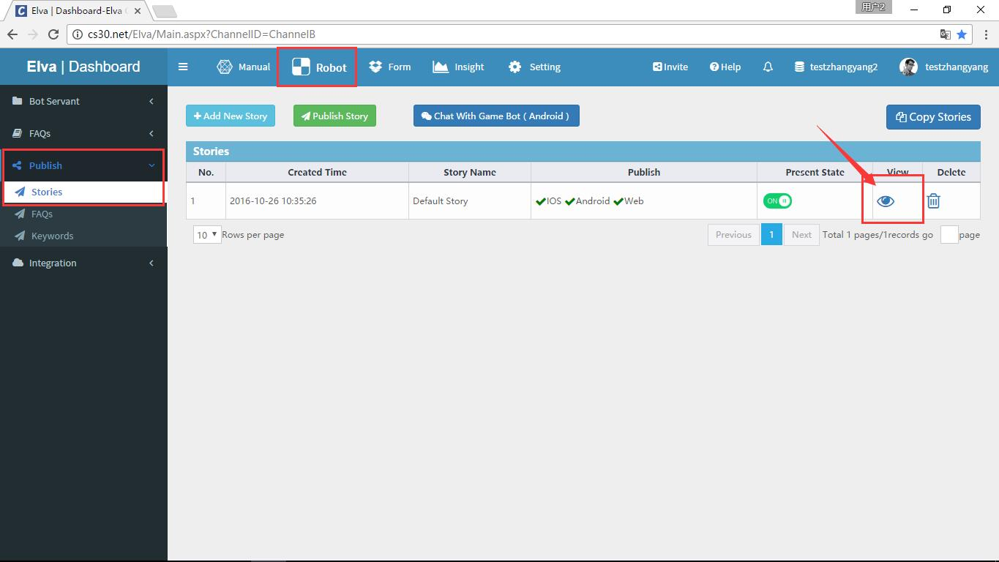 Elva | Dashboard-Elva
用户2
cs30.net/Elva/Main.aspx?ChannelID=ChannelB
Elva | Dashboard
Manual
Robot
Form
Insight
Setting
Invite
Help
testzhangyang2
testzhangyang
Bot Servant
FAQs
Publish
Stories
FAQs
Keywords
Integration
Add New Story
Publish Story
Chat With Game Bot ( Android )
Copy Stories
Stories
No. Created Time Story Name Publish Present State View Delete
1 2016-10-26 10:35:26 Default Story IOS Android Web ON
10 Rows per page
Previous 1 Next Total 1 pages/1records go page